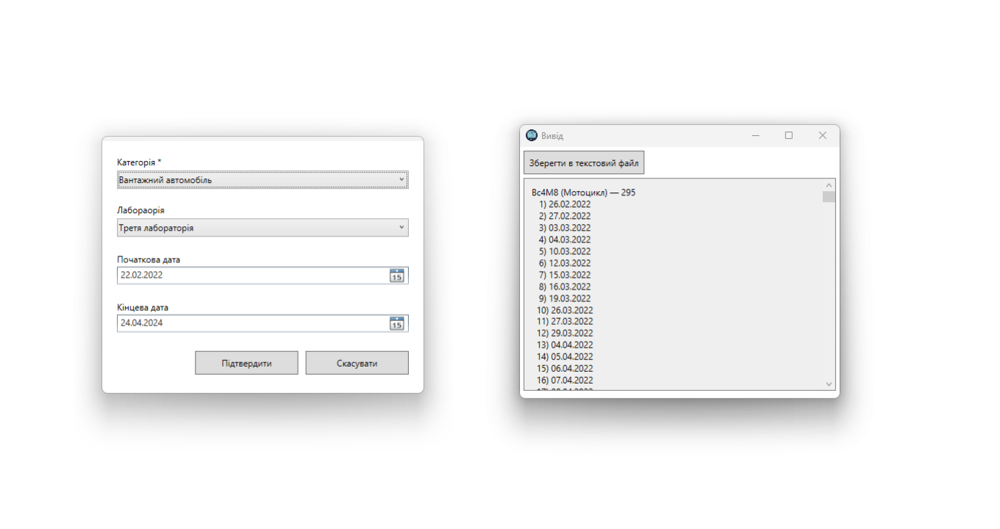 Категорія *
Вантажний автомобіль
Лабораорія
Третя лабораторія
Початкова дата
22.02.2022
15
Кінцева дата
24.04.2024
15
Підтвердити
Скасувати
Вивід
Зберегти в текстовий файл
Вс4М8 (Мотоцикл) — 295
1) 26.02.2022
2) 27.02.2022
3) 03.03.2022
4) 04.03.2022
5) 10.03.2022
6) 12.03.2022
7) 15.03.2022
8) 16.03.2022
9) 19.03.2022
10) 26.03.2022
11) 27.03.2022
12) 29.03.2022
13) 04.04.2022
14) 05.04.2022
15) 06.04.2022
16) 07.04.2022